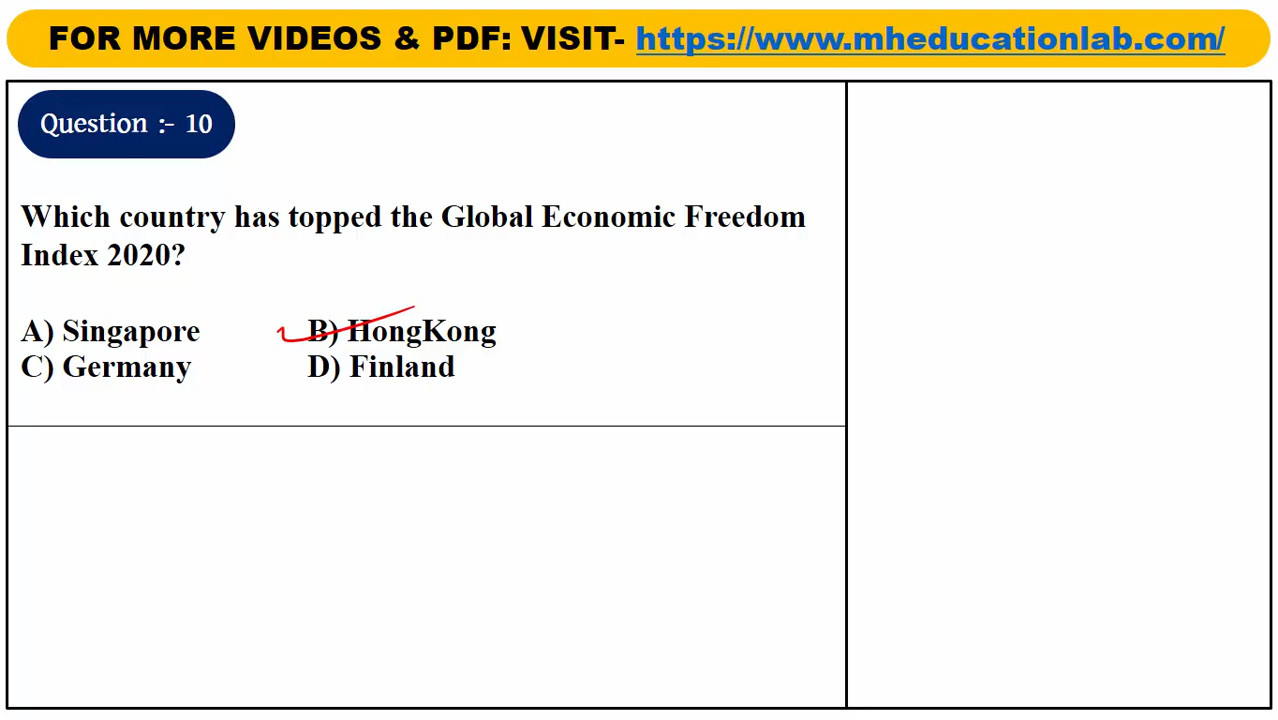 FOR MORE VIDEOS & PDF: VISIT- https://www.mheducationlab.com/
Question :- 10
Which country has topped the Global Economic Freedom
Index 2020?
A) Singapore B) HongKong
C) Germany D) Finland